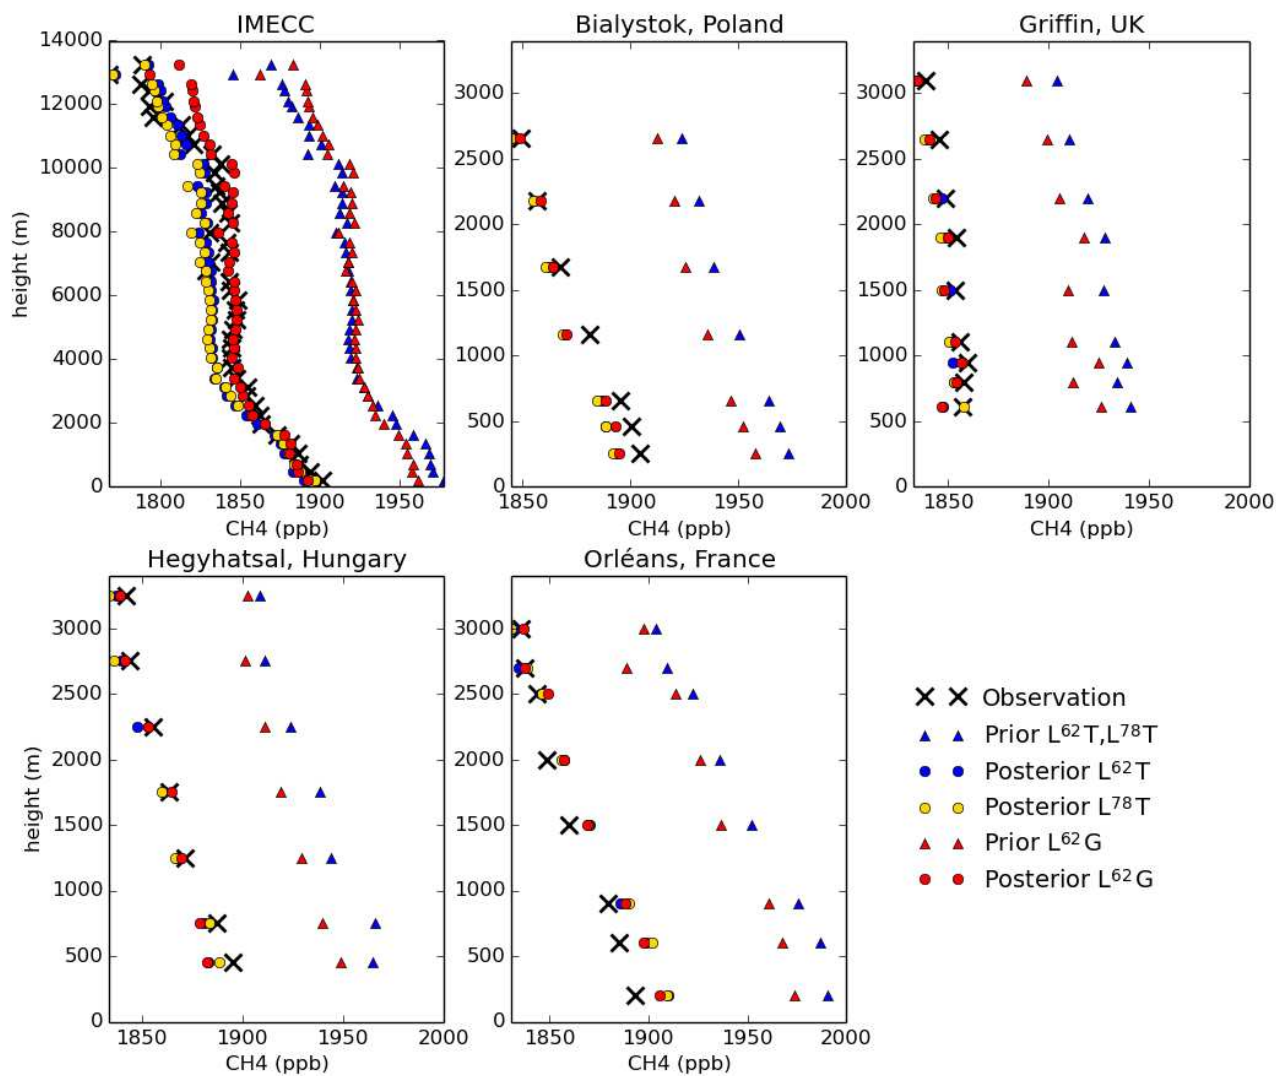 IMECC
Bialystok, Poland
Griffin, UK
14000
12000
10000
8000
6000
4000
2000
0
height (m)
1800 1850 1900 1950
CH4 (ppb)
3000
2500
2000
1500
1000
500
0
1845 1900 1950 2000
CH4 (ppb)
3000
2500
2000
1500
1000
500
0
1850 1900 1950 2000
CH4 (ppb)
Hegyhatsal, Hungary
Orléans, France
3000
2500
2000
1500
1000
500
0
height (m)
1850 1900 1950 2000
CH4 (ppb)
3000
2500
2000
1500
1000
500
0
1850 1900 1950 2000
CH4 (ppb)
Observation
Prior L⁶²T,L⁷⁸T
Posterior L⁶²T
Posterior L⁷⁸T
Prior L⁶²G
Posterior L⁶²G